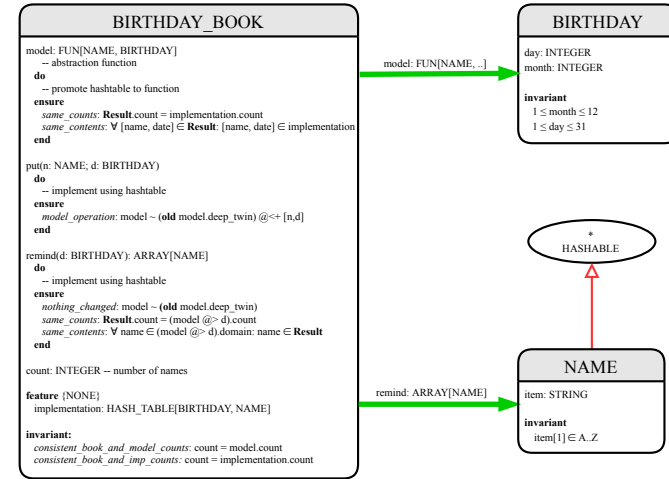 BIRTHDAY_BOOK
model: FUN[NAME, BIRTHDAY]
-- abstraction function
do
-- promote hashtable to function
ensure
same_counts: Result.count = implementation.count
same_contents: ∀ [name, date] ∈ Result: [name, date] ∈ implementation
end
put(n: NAME; d: BIRTHDAY)
do
-- implement using hashtable
ensure
model_operation: model ~ (old model.deep_twin) @<+ [n,d]
end
remind(d: BIRTHDAY): ARRAY[NAME]
do
-- implement using hashtable
ensure
nothing_changed: model ~ (old model.deep_twin)
same_counts: Result.count = (model @> d).count
same_contents: ∀ name ∈ (model @> d).domain: name ∈ Result
end
count: INTEGER -- number of names
feature {NONE}
implementation: HASH_TABLE[BIRTHDAY, NAME]
invariant:
consistent_book_and_model_counts: count = model.count
consistent_book_and_imp_counts: count = implementation.count
model: FUN[NAME, ..]
remind: ARRAY[NAME]
BIRTHDAY
day: INTEGER
month: INTEGER
invariant
1 ≤ month ≤ 12
1 ≤ day ≤ 31
*
HASHABLE
NAME
item: STRING
invariant
item[1] ∈ A..Z